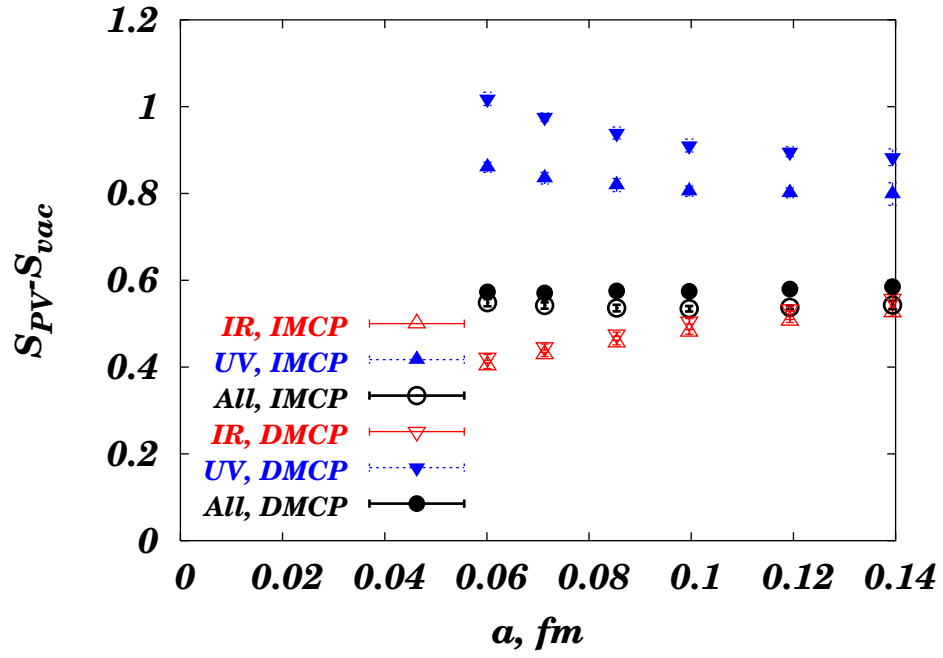 1.2
1
0.8
0.6
0.4
0.2
0
S_PV-S_vac
IR, IMCP
UV, IMCP
All, IMCP
IR, DMCP
UV, DMCP
All, DMCP
0 0.02 0.04 0.06 0.08 0.1 0.12 0.14
a, fm